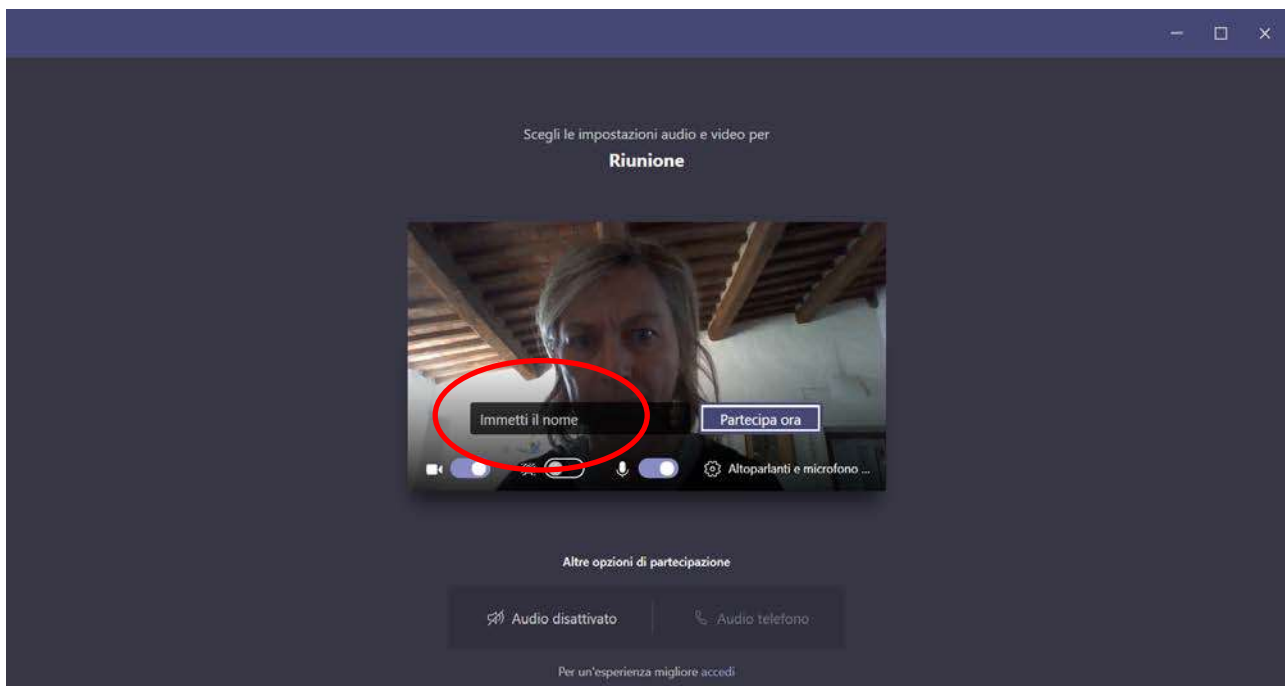 Scegli le impostazioni audio e video per
Riunione
Immetti il nome
Partecipa ora
Altoparlanti e microfono ...
Altre opzioni di partecipazione
Audio disattivato
Audio telefono
Per un'esperienza migliore accedi